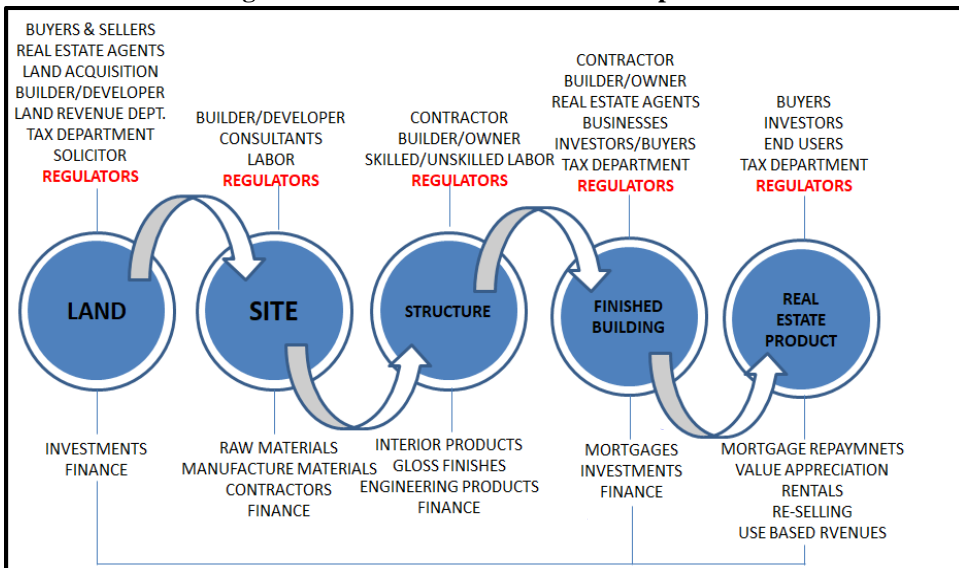 BUYERS & SELLERS
REAL ESTATE AGENTS
LAND ACQUISITION
BUILDER/DEVELOPER
LAND REVENUE DEPT.
TAX DEPARTMENT
SOLICITOR
REGULATORS
BUILDER/DEVELOPER
CONSULTANTS
LABOR
REGULATORS
CONTRACTOR
BUILDER/OWNER
SKILLED/UNSKILLED LABOR
REGULATORS
CONTRACTOR
BUILDER/OWNER
REAL ESTATE AGENTS
BUSINESSES
INVESTORS/BUYERS
TAX DEPARTMENT
REGULATORS
BUYERS
INVESTORS
END USERS
TAX DEPARTMENT
REGULATORS
LAND
SITE
STRUCTURE
FINISHED
BUILDING
REAL
ESTATE
PRODUCT
INVESTMENTS
FINANCE
RAW MATERIALS
MANUFACTURE MATERIALS
CONTRACTORS
FINANCE
INTERIOR PRODUCTS
GLOSS FINISHES
ENGINEERING PRODUCTS
FINANCE
MORTGAGES
INVESTMENTS
FINANCE
MORTGAGE REPAYMNETS
VALUE APPRECIATION
RENTALS
RE-SELLING
USE BASED RVENUES